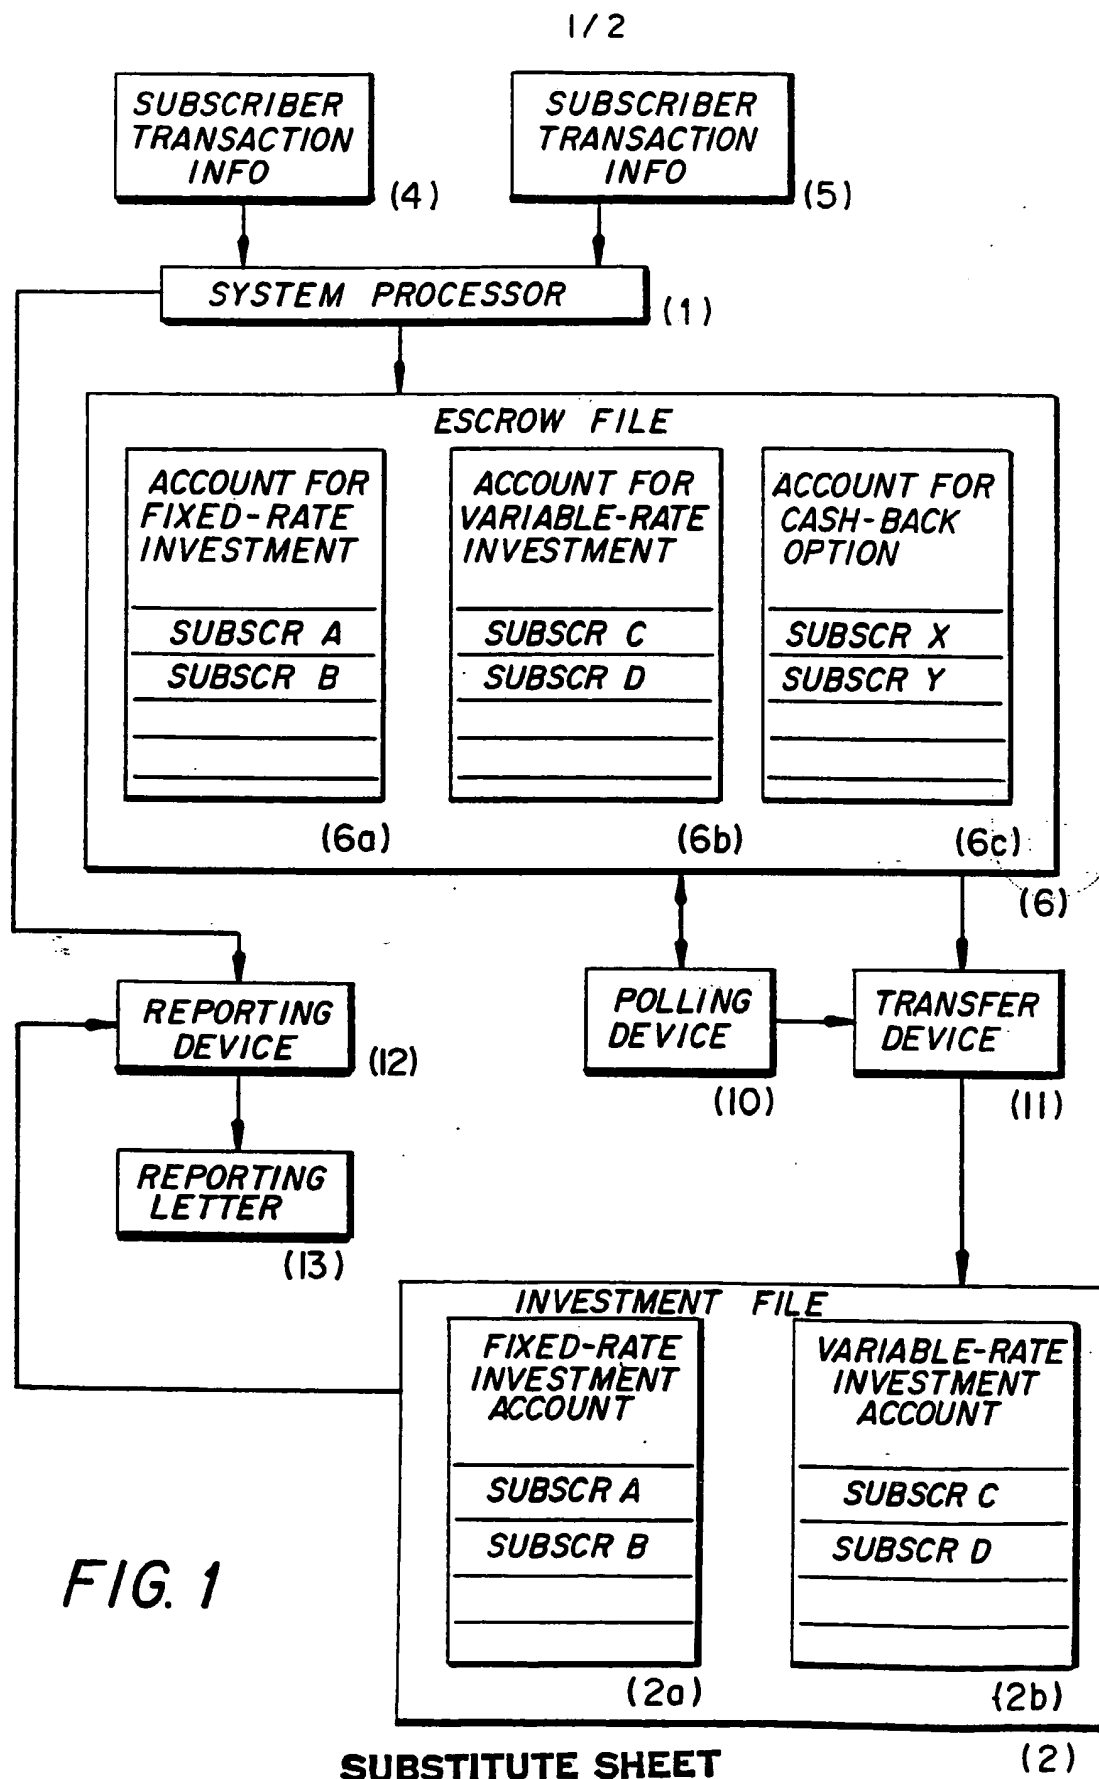 1/2
SUBSCRIBER
TRANSACTION
INFO
(4)
SUBSCRIBER
TRANSACTION
INFO
(5)
SYSTEM PROCESSOR
(1)
ESCROW FILE
ACCOUNT FOR
FIXED-RATE
INVESTMENT
SUBSCR A
SUBSCR B
(6a)
ACCOUNT FOR
VARIABLE-RATE
INVESTMENT
SUBSCR C
SUBSCR D
(6b)
ACCOUNT FOR
CASH-BACK
OPTION
SUBSCR X
SUBSCR Y
(6c)
(6)
REPORTING
DEVICE
(12)
POLLING
DEVICE
(10)
TRANSFER
DEVICE
(11)
REPORTING
LETTER
(13)
INVESTMENT FILE
FIXED-RATE
INVESTMENT
ACCOUNT
SUBSCR A
SUBSCR B
(2a)
VARIABLE-RATE
INVESTMENT
ACCOUNT
SUBSCR C
SUBSCR D
(2b)
(2)
FIG. 1
SUBSTITUTE SHEET